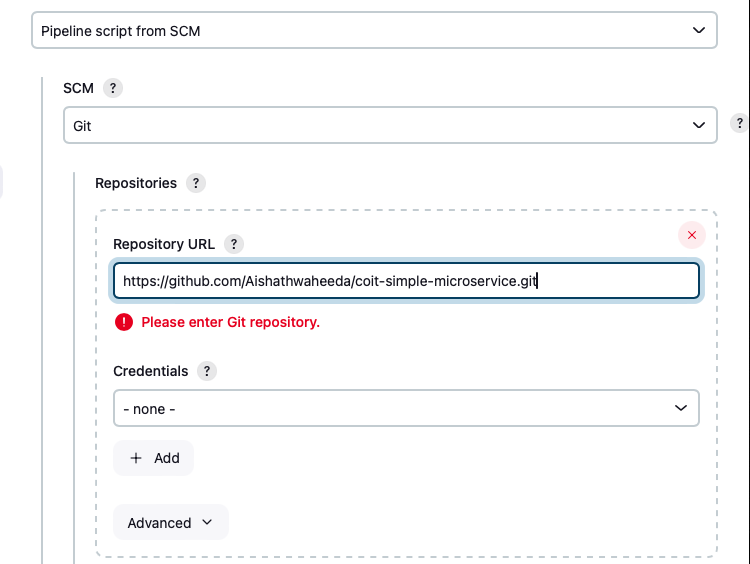 Pipeline script from SCM
SCM ?
Git
?
Repositories ?
Repository URL ?
https://github.com/Aishathwaheeda/coit-simple-microservice.git
Please enter Git repository.
Credentials ?
- none -
+ Add
Advanced